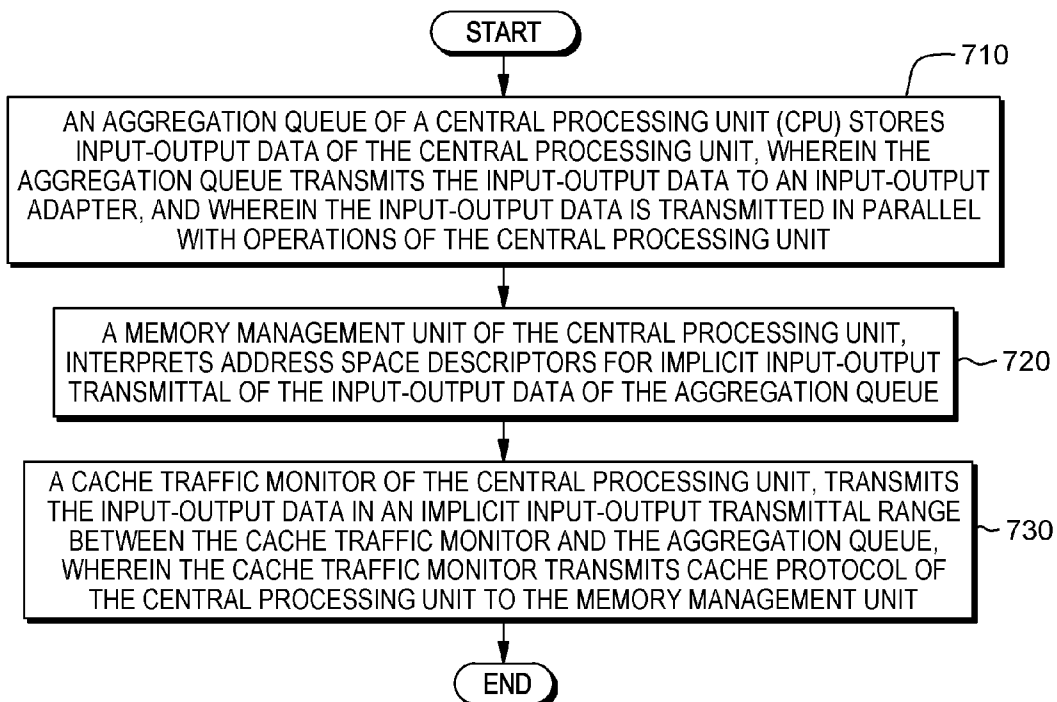 START
710
AN AGGREGATION QUEUE OF A CENTRAL PROCESSING UNIT (CPU) STORES
INPUT-OUTPUT DATA OF THE CENTRAL PROCESSING UNIT, WHEREIN THE
AGGREGATION QUEUE TRANSMITS THE INPUT-OUTPUT DATA TO AN INPUT-OUTPUT
ADAPTER, AND WHEREIN THE INPUT-OUTPUT DATA IS TRANSMITTED IN PARALLEL
WITH OPERATIONS OF THE CENTRAL PROCESSING UNIT
A MEMORY MANAGEMENT UNIT OF THE CENTRAL PROCESSING UNIT,
INTERPRETS ADDRESS SPACE DESCRIPTORS FOR IMPLICIT INPUT-OUTPUT
TRANSMITTAL OF THE INPUT-OUTPUT DATA OF THE AGGREGATION QUEUE
720
A CACHE TRAFFIC MONITOR OF THE CENTRAL PROCESSING UNIT, TRANSMITS
THE INPUT-OUTPUT DATA IN AN IMPLICIT INPUT-OUTPUT TRANSMITTAL RANGE
BETWEEN THE CACHE TRAFFIC MONITOR AND THE AGGREGATION QUEUE,
WHEREIN THE CACHE TRAFFIC MONITOR TRANSMITS CACHE PROTOCOL OF
THE CENTRAL PROCESSING UNIT TO THE MEMORY MANAGEMENT UNIT
730
END